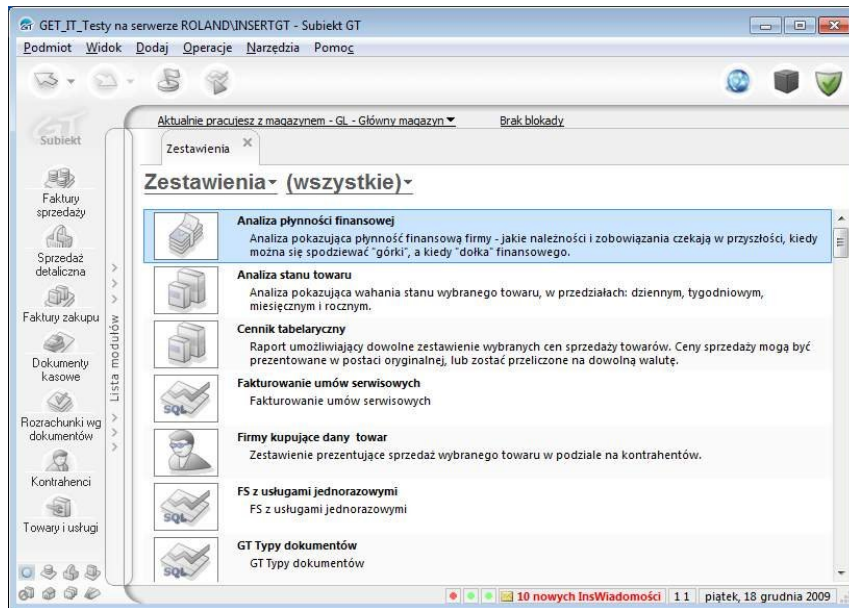 GET_IT_Testy na serwerze ROLAND\INSERTGT - Subiekt GT
Podmiot Widok Dodaj Operacje Narzędzia Pomoc
GT
Subiekt
Aktualnie pracujesz z magazynem - GL - Główny magazyn
Brak blokady
Zestawienia
Zestawienia (wszystkie)
Faktury
sprzedaży
Sprzedaż
detaliczna
Faktury zakupu
Dokumenty
kasowe
Rozrachunki wg
dokumentów
Kontrahenci
Towary i usługi
Lista modułów
Analiza płynności finansowej
Analiza pokazująca płynność finansową firmy - jakie należności i zobowiązania czekają w przyszłości, kiedy
można się spodziewać "górki", a kiedy "dołka" finansowego.
Analiza stanu towaru
Analiza pokazująca wahania stanu wybranego towaru, w przedziałach: dziennym, tygodniowym,
miesięcznym i rocznym.
Cennik tabelaryczny
Raport umożliwiający dowolne zestawienie wybranych cen sprzedaży towarów. Ceny sprzedaży mogą być
prezentowane w postaci oryginalnej, lub zostać przeliczone na dowolną walutę.
SQL
Fakturowanie umów serwisowych
Fakturowanie umów serwisowych
Firmy kupujące dany towar
Zestawienie prezentujące sprzedaż wybranego towaru w podziale na kontrahentów.
SQL
FS z usługami jednorazowymi
FS z usługami jednorazowymi
SQL
GT Typy dokumentów
GT Typy dokumentów
10 nowych InsWiadomości 1 1 piątek, 18 grudnia 2009